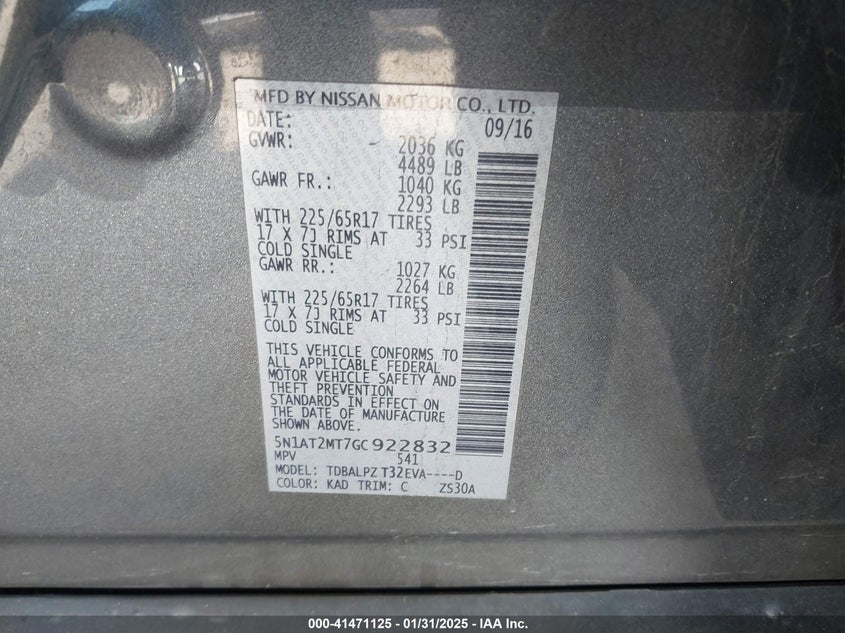 MFD BY NISSAN MOTOR CO., LTD.
DATE: 09/16
GVWR: 2036 KG
4489 LB
GAWR FR.: 1040 KG
2293 LB
WITH 225/65R17 TIRES
17 X 7J RIMS AT 33 PSI
COLD SINGLE
GAWR RR.: 1027 KG
2264 LB
WITH 225/65R17 TIRES
17 X 7J RIMS AT 33 PSI
COLD SINGLE
THIS VEHICLE CONFORMS TO
ALL APPLICABLE FEDERAL
MOTOR VEHICLE SAFETY AND
THEFT PREVENTION
STANDARDS IN EFFECT ON
THE DATE OF MANUFACTURE
SHOWN ABOVE.
5N1AT2MT7GC922832
MPV 541
MODEL: TDBALPZ T32EVA----D
COLOR: KAD TRIM: C ZS30A
000-41471125 - 01/31/2025 - IAA Inc.